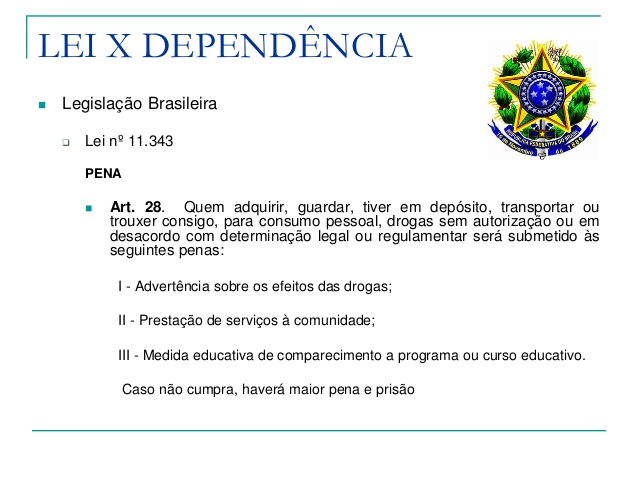 LEI X DEPENDÊNCIA
Legislação Brasileira
Lei nº 11.343
PENA
Art. 28. Quem adquirir, guardar, tiver em depósito, transportar ou
trouxer consigo, para consumo pessoal, drogas sem autorização ou em
desacordo com determinação legal ou regulamentar será submetido às
seguintes penas:
I - Advertência sobre os efeitos das drogas;
II - Prestação de serviços à comunidade;
III - Medida educativa de comparecimento a programa ou curso educativo.
Caso não cumpra, haverá maior pena e prisão